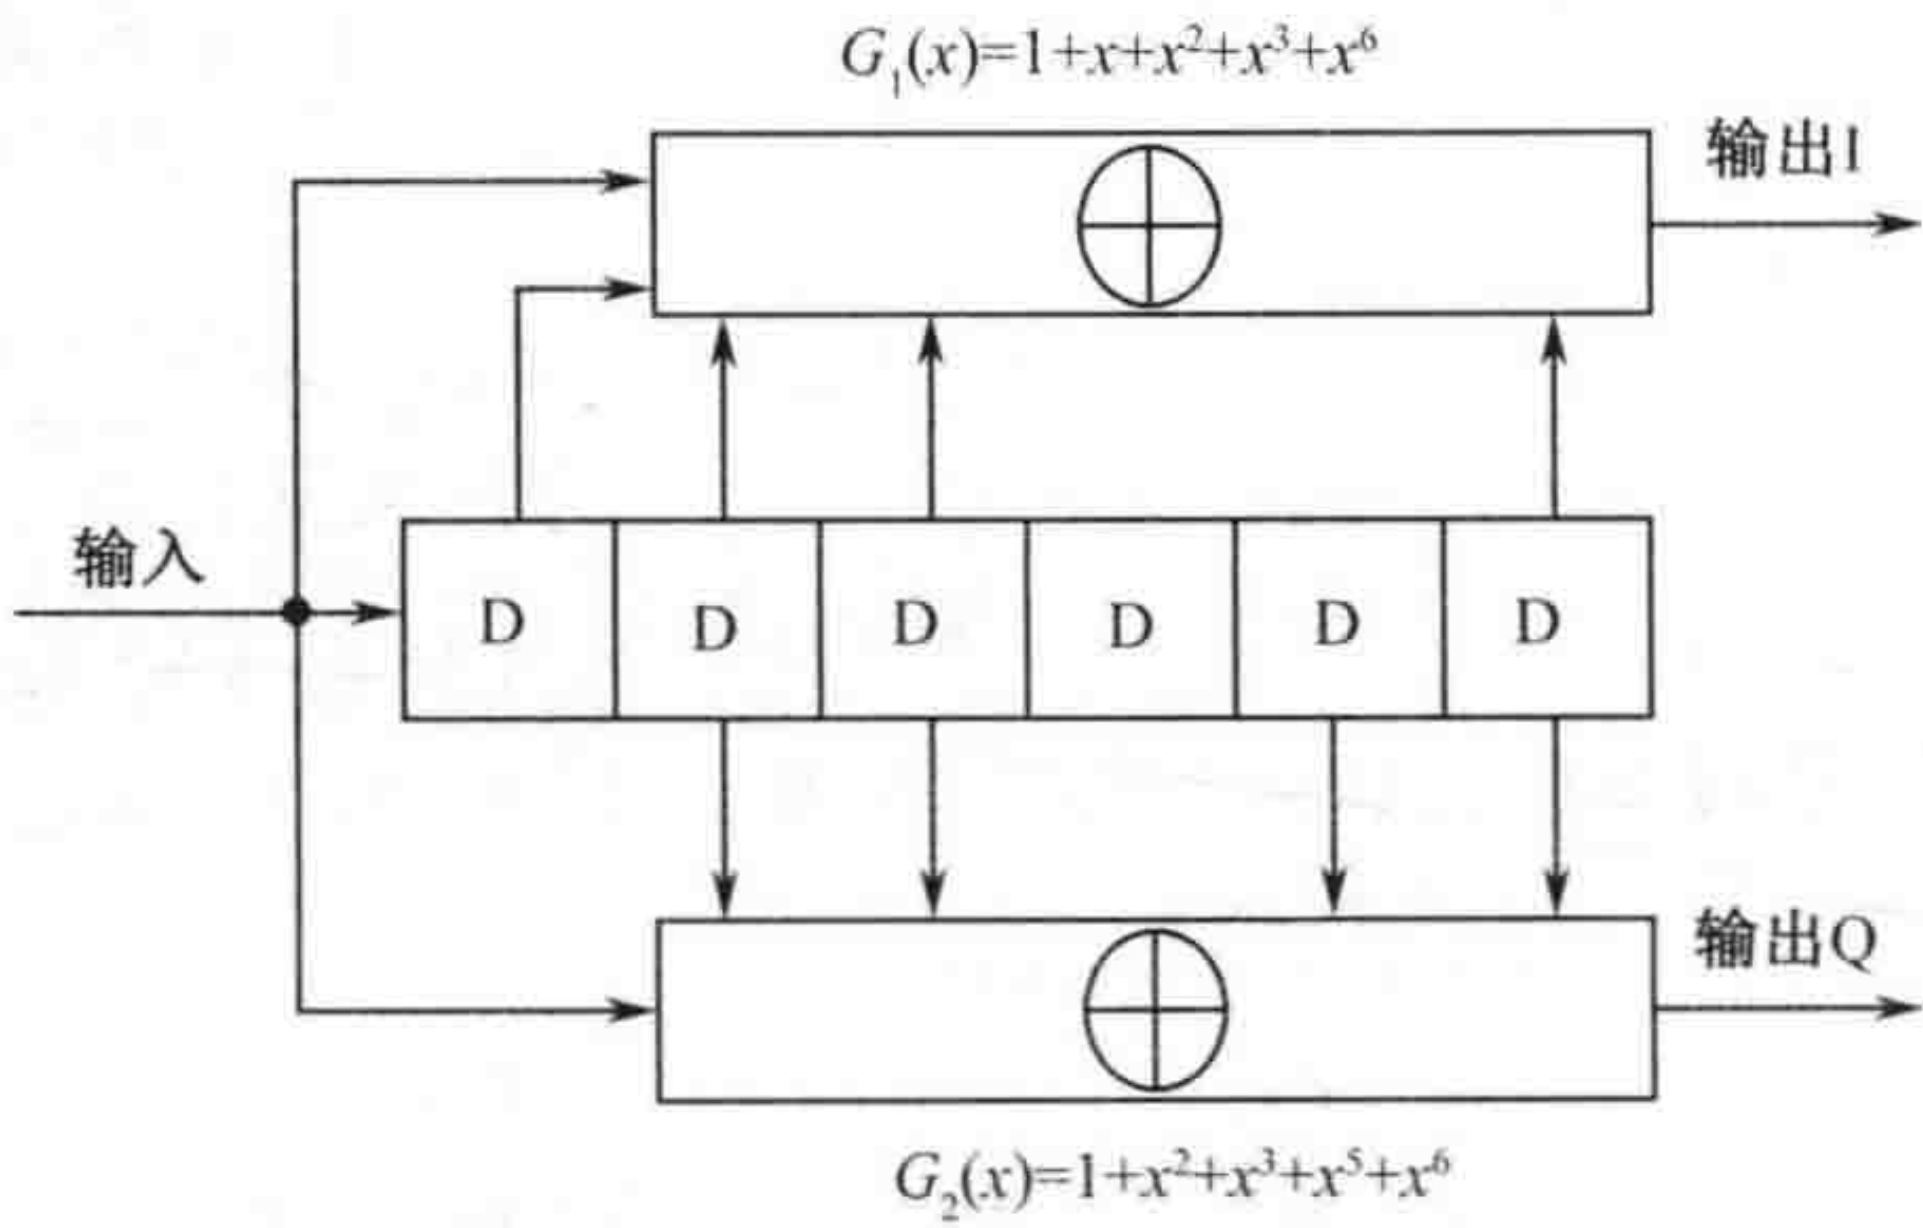 G₁(x)=1+x+x²+x³+x⁶
输出I
输入
D D D D D D
输出Q
G₂(x)=1+x²+x³+x⁵+x⁶